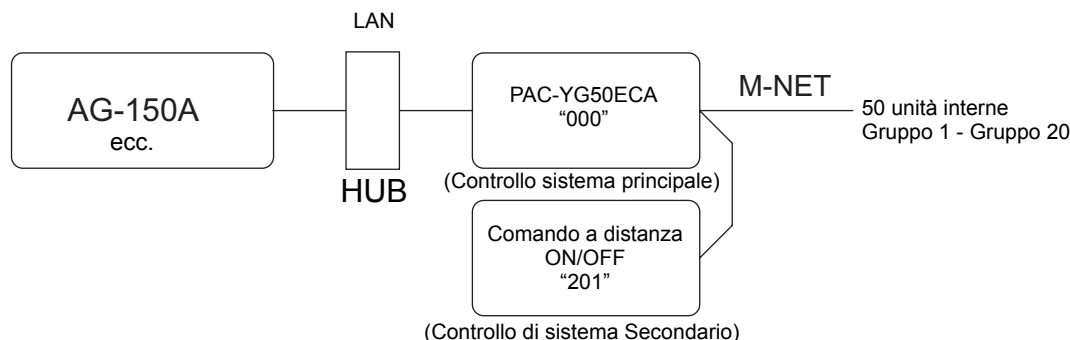 LAN
AG-150A
ecc.
HUB
PAC-YG50ECA
“000”
(Controllo sistema principale)
M-NET
50 unità interne
Gruppo 1 - Gruppo 20
Comando a distanza
ON/OFF
“201”
(Controllo di sistema Secondario)